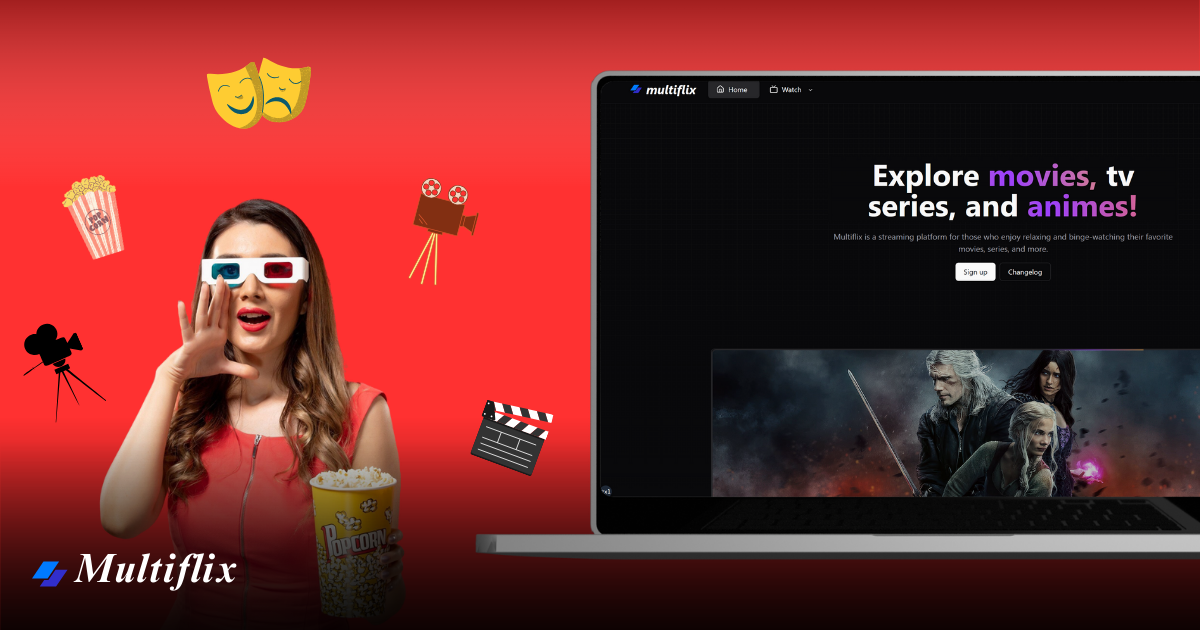 multiflix
Home
Watch
Explore movies, tv
series, and animes!
Multiflix is a streaming platform for those who enjoy relaxing and binge-watching their favorite
movies, series, and more.
Sign up
Changelog
POP
CORN
POPCORN
x1
Multiflix